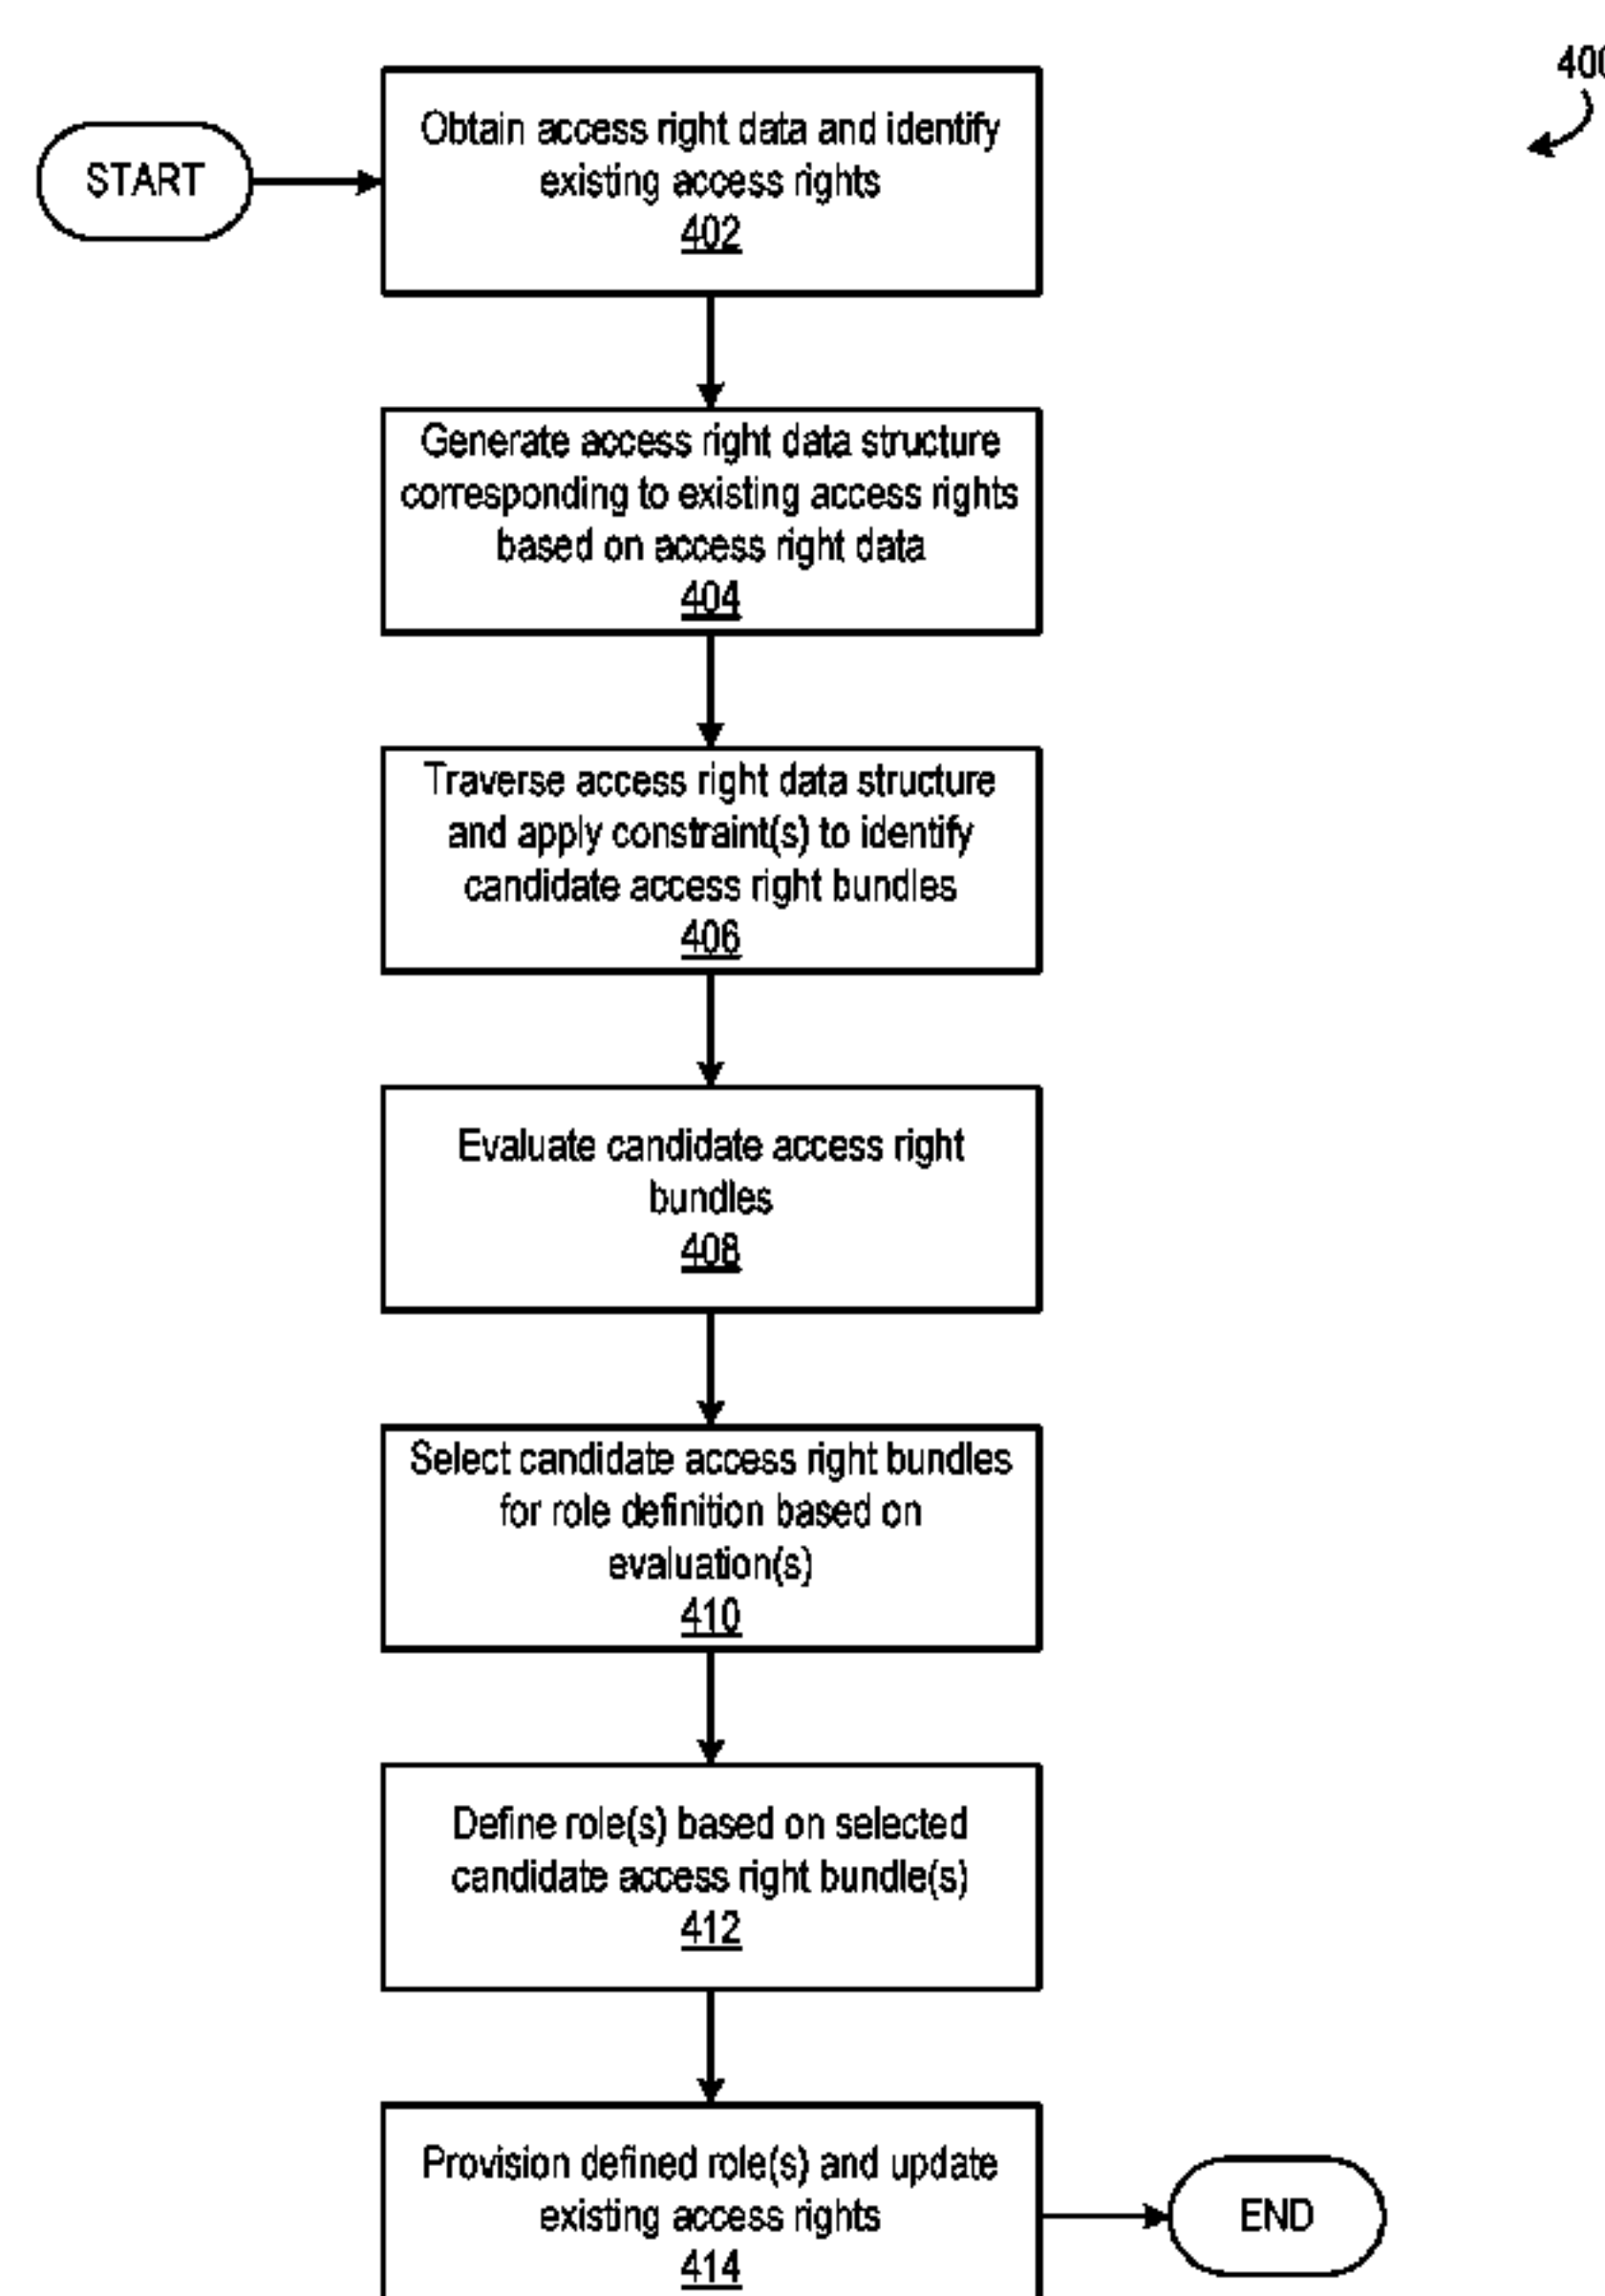 400
START
Obtain access right data and identify
existing access rights
402
Generate access right data structure
corresponding to existing access rights
based on access right data
404
Traverse access right data structure
and apply constraint(s) to identify
candidate access right bundles
406
Evaluate candidate access right
bundles
408
Select candidate access right bundles
for role definition based on
evaluation(s)
410
Define role(s) based on selected
candidate access right bundle(s)
412
Provision defined role(s) and update
existing access rights
414
END